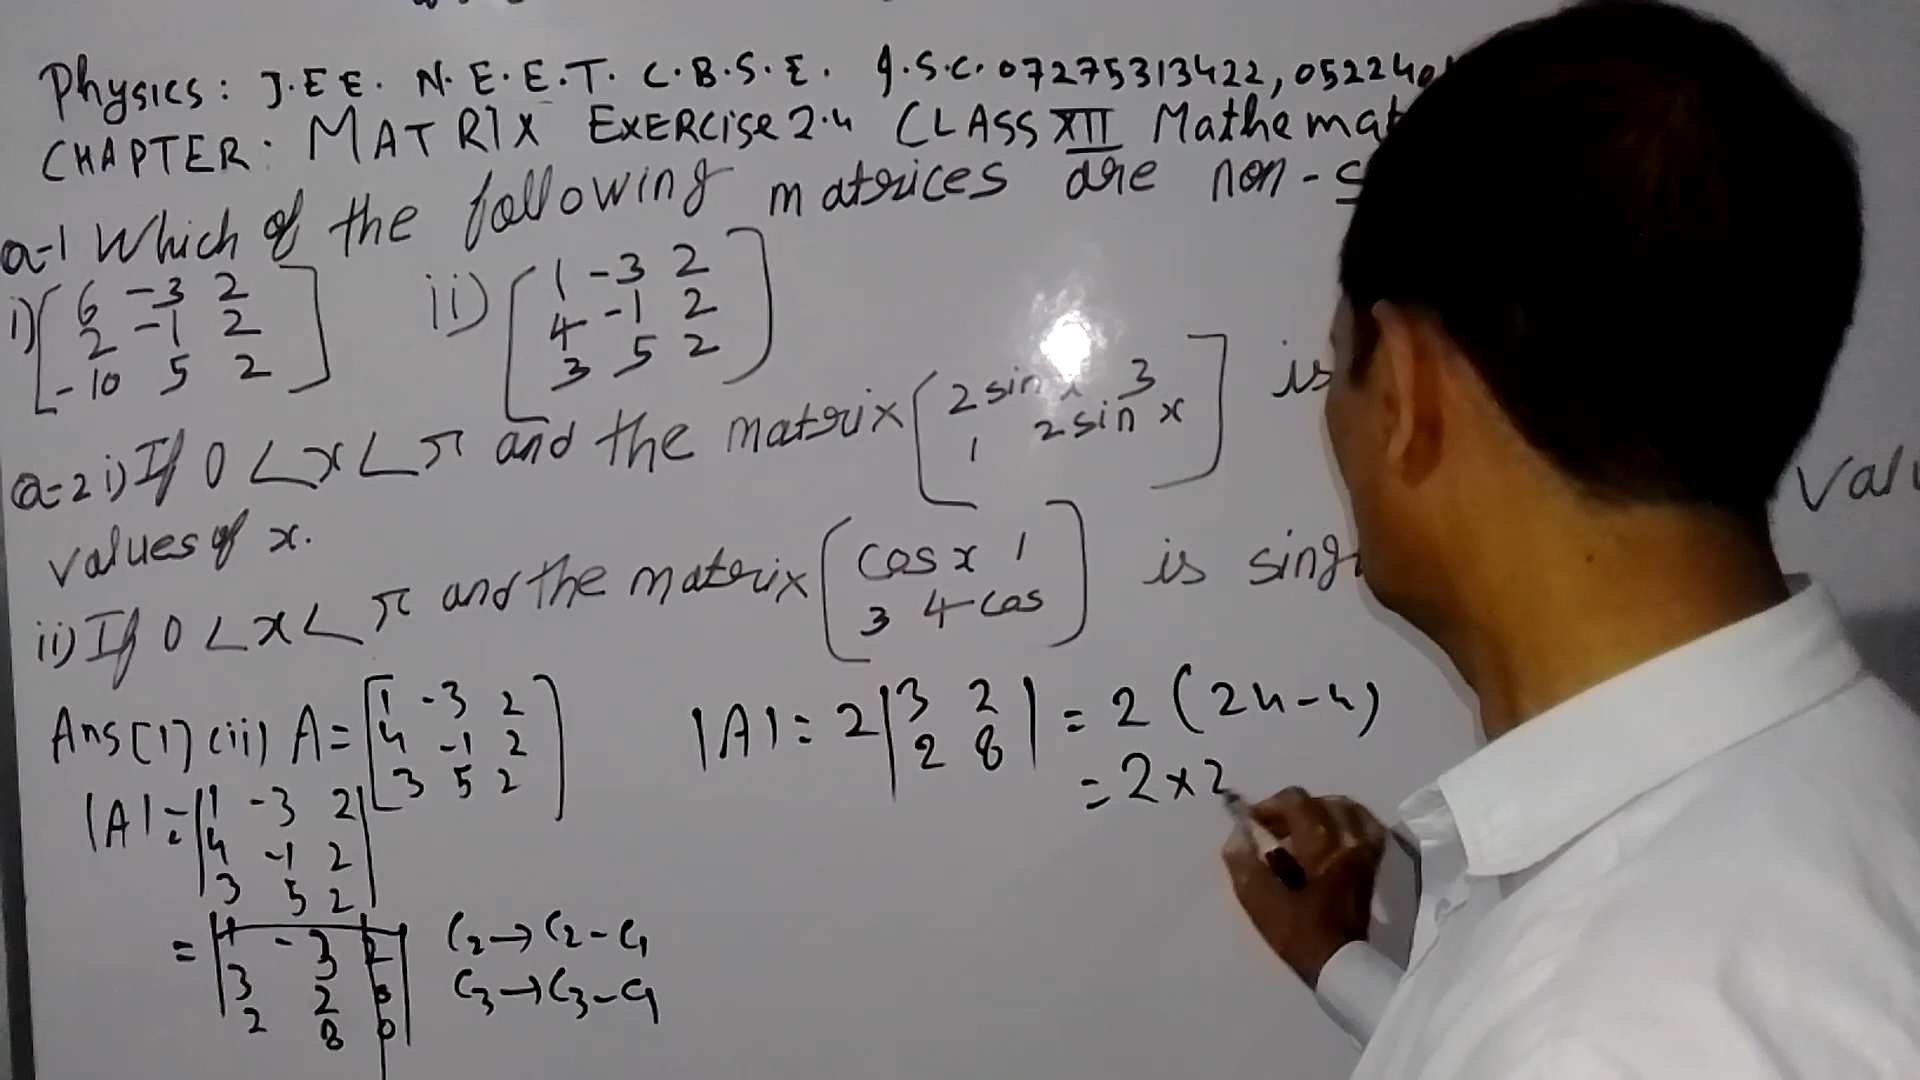 Physics: J.E.E. N.E.E.T. C.B.S.E. J.S.C. 07275313422, 0522
CHAPTER: MATRIX EXERCISE 2.4 CLASS XII Mathemat
Q-1 Which of the following matrices are non-s
i) [ 6 -3 2 ii) [ 1 -3 2
2 -1 2 4 -1 2
-10 5 2 ] 3 5 2 ]
Q-2 i) If 0 < x < π and the matrix [ 2 sin x 3 ] is
1 2 sin x
Valu
values of x.
ii) If 0 < x < π and the matrix [ cos x 1 ] is sing
3 4 cos
Ans (1) (ii) A = [ 1 -3 2
4 -1 2
3 5 2 ]
|A| = | 1 -3 2
4 -1 2
3 5 2 |
= | 1 -3 2
3 2 0
2 8 0 |
C2 → C2 - C1
C3 → C3 - C1
|A| = 2 | 3 2 | = 2 (24-4)
2 8
= 2 × 2